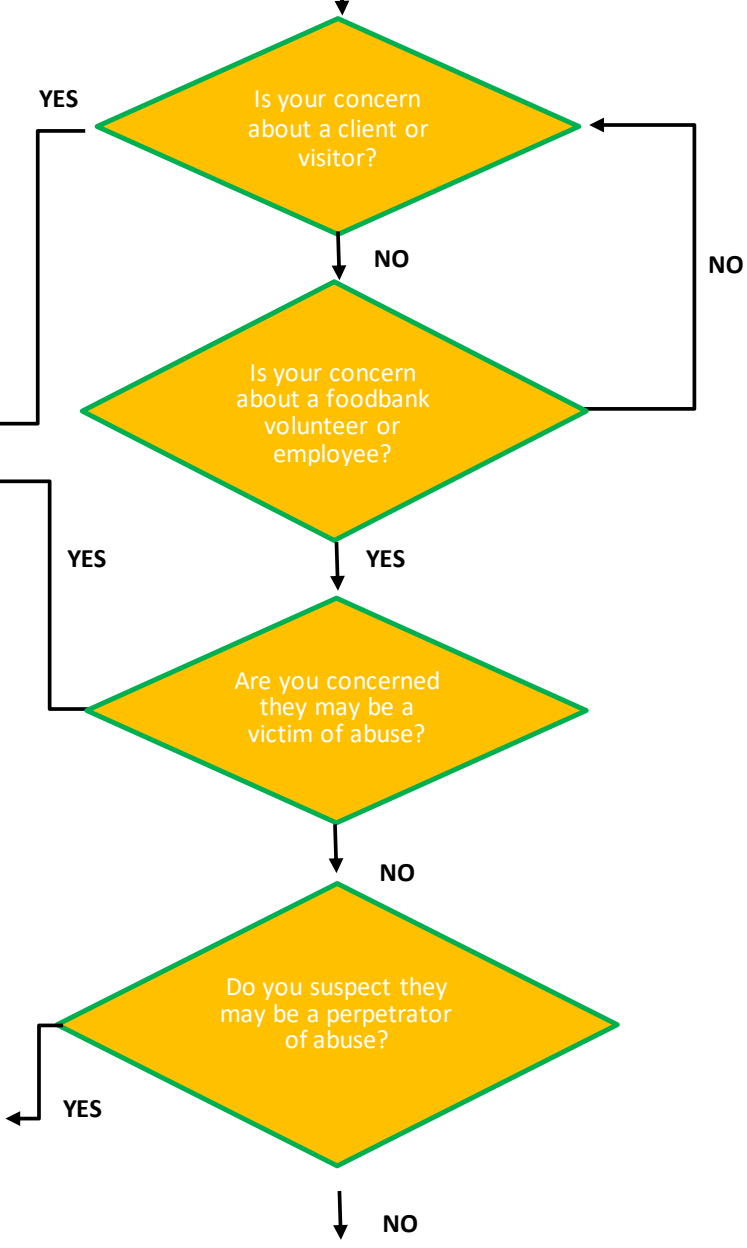 YES
Is your concern
about a client or
visitor?
NO
NO
Is your concern
about a foodbank
volunteer or
employee?
YES
YES
Are you concerned
they may be a
victim of abuse?
NO
Do you suspect they
may be a perpetrator
of abuse?
YES
NO